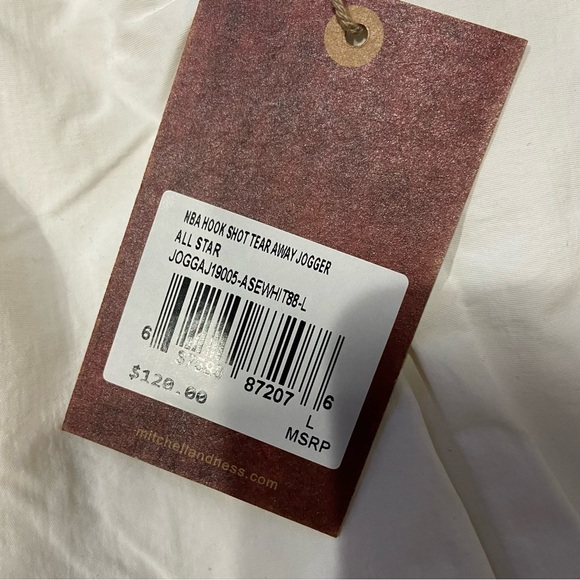 NBA HOOK SHOT TEAR AWAY JOGGER
ALL STAR
JOGGAJ19005-ASEWHIT88-L
6 87207 6
$120.00
L
MSRP
mitchellandness.com